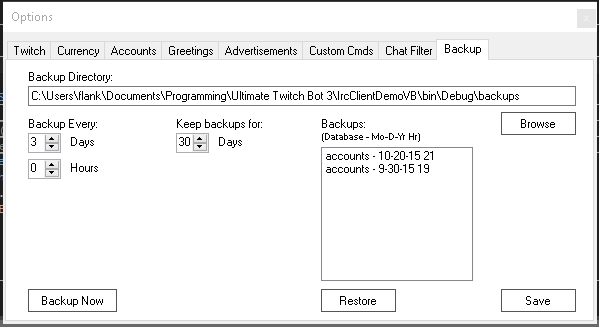 Options
Twitch Currency Accounts Greetings Advertisements Custom Cmds Chat Filter Backup
Backup Directory:
C:\Users\flank\Documents\Programming\Ultimate Twitch Bot 3\IrcClientDemoVB\bin\Debug\backups
Backup Every: Keep backups for: Backups: Browse
(Database - Mo-D-Yr Hr)
3 Days 30 Days
accounts - 10-20-15 21
accounts - 9-30-15 19
0 Hours
Backup Now Restore Save